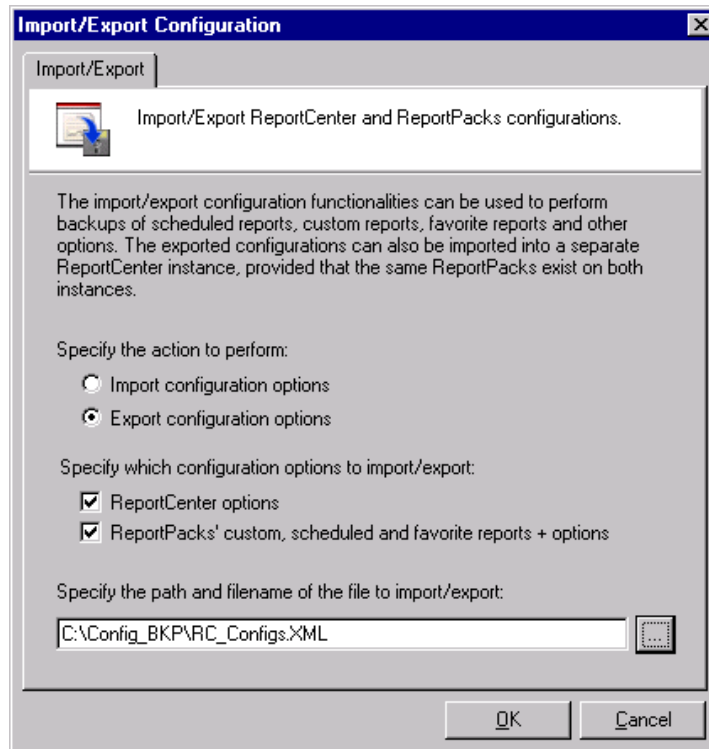 Import/Export Configuration
Import/Export
Import/Export ReportCenter and ReportPacks configurations.
The import/export configuration functionalities can be used to perform
backups of scheduled reports, custom reports, favorite reports and other
options. The exported configurations can also be imported into a separate
ReportCenter instance, provided that the same ReportPacks exist on both
instances.
Specify the action to perform:
Import configuration options
Export configuration options
Specify which configuration options to import/export:
ReportCenter options
ReportPacks' custom, scheduled and favorite reports + options
Specify the path and filename of the file to import/export:
C:\Config_BKP\RC_Configs.XML
...
OK
Cancel